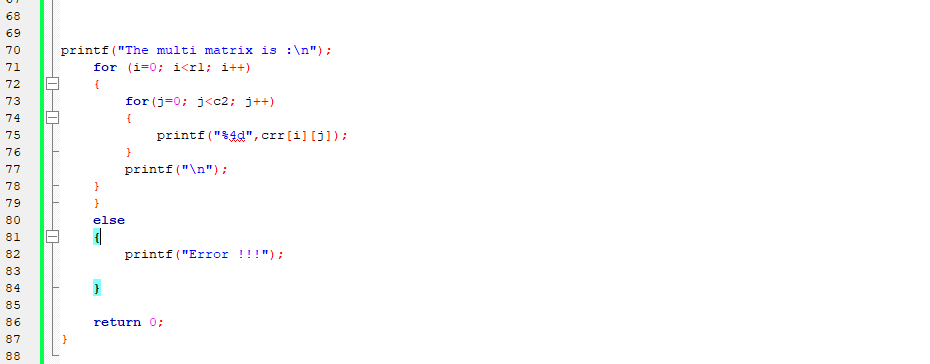 67
68
69
70 printf("The multi matrix is :\n");
71 for (i=0; i<r1; i++)
72 {
73 for(j=0; j<c2; j++)
74 {
75 printf("%4d",crr[i][j]);
76 }
77 printf("\n");
78 }
79 }
80 else
81 {
82 printf("Error !!!");
83
84 }
85
86 return 0;
87 }
88